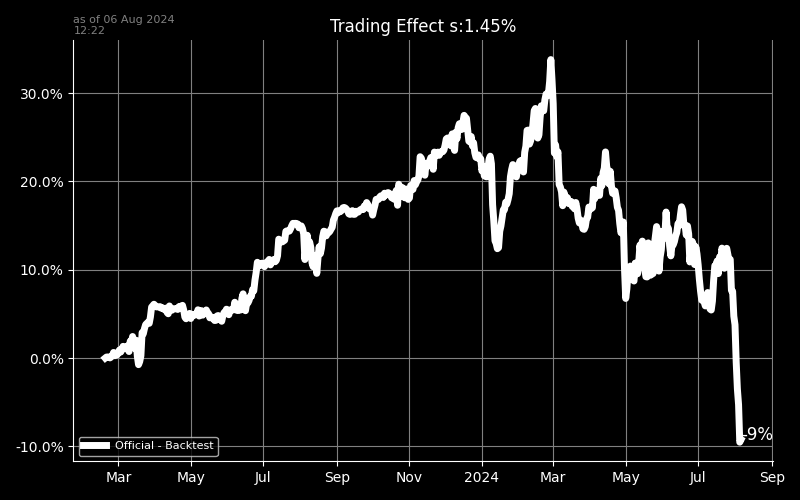 as of 06 Aug 2024
12:22
Trading Effect s:1.45%
30.0%
20.0%
10.0%
0.0%
-10.0%
Official - Backtest
-9%
Mar May Jul Sep Nov 2024 Mar May Jul Sep